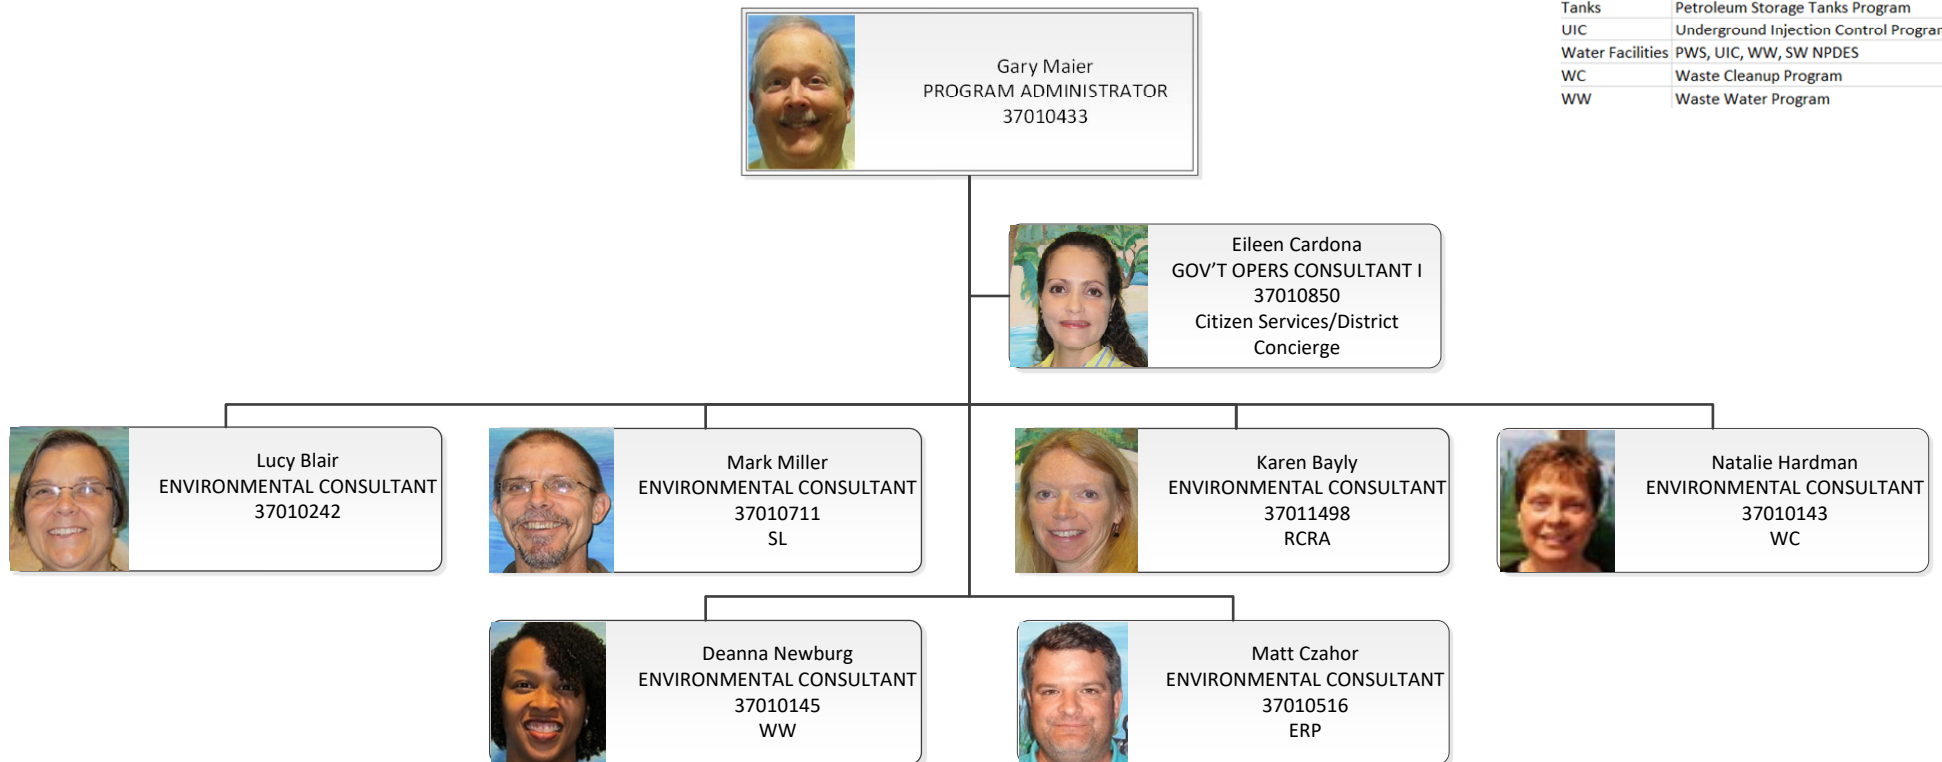 Tanks Petroleum Storage Tanks Program
UIC Underground Injection Control Program
Water Facilities PWS, UIC, WW, SW NPDES
WC Waste Cleanup Program
WW Waste Water Program
Gary Maier
PROGRAM ADMINISTRATOR
37010433
Eileen Cardona
GOV'T OPERS CONSULTANT I
37010850
Citizen Services/District
Concierge
Lucy Blair
ENVIRONMENTAL CONSULTANT
37010242
Mark Miller
ENVIRONMENTAL CONSULTANT
37010711
SL
Karen Bayly
ENVIRONMENTAL CONSULTANT
37011498
RCRA
Natalie Hardman
ENVIRONMENTAL CONSULTANT
37010143
WC
Deanna Newburg
ENVIRONMENTAL CONSULTANT
37010145
WW
Matt Czahor
ENVIRONMENTAL CONSULTANT
37010516
ERP